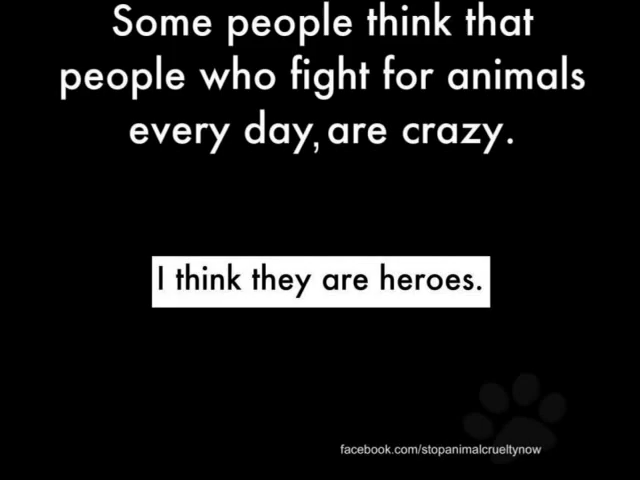 Some people think that
people who fight for animals
every day, are crazy.
I think they are heroes.
facebook.com/stopanimalcrueltynow